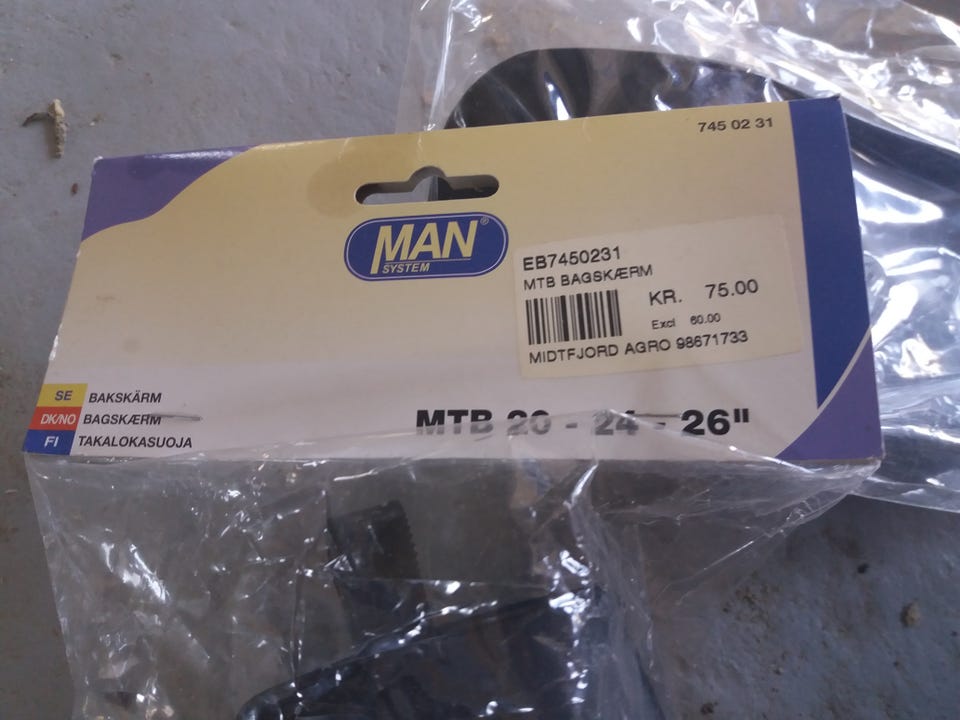 745 02 31
MAN®
SYSTEM
EB7450231
MTB BAGSKÆRM
KR. 75.00
Excl 60.00
MIDTFJORD AGRO 98671733
SE BAKSKÄRM
DK/NO BAGSKÆRM
FI TAKALOKASUOJA
MTB 20 - 24 - 26"